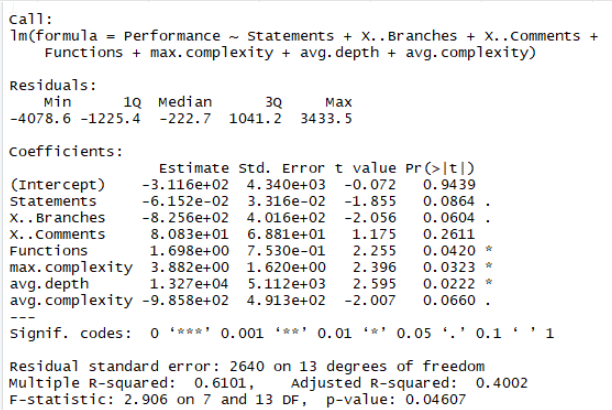 Call:
lm(formula = Performance ~ Statements + X..Branches + X..Comments +
    Functions + max.complexity + avg.depth + avg.complexity)

Residuals:
    Min      1Q  Median      3Q     Max
-4078.6 -1225.4  -222.7  1041.2  3433.5

Coefficients:
                 Estimate Std. Error t value Pr(>|t|)
(Intercept)    -3.116e+02  4.340e+03  -0.072   0.9439
Statements     -6.152e-02  3.316e-02  -1.855   0.0864 .
X..Branches    -8.256e+02  4.016e+02  -2.056   0.0604 .
X..Comments     8.083e+01  6.881e+01   1.175   0.2611
Functions       1.698e+00  7.530e-01   2.255   0.0420 *
max.complexity  3.882e+00  1.620e+00   2.396   0.0323 *
avg.depth       1.327e+04  5.112e+03   2.595   0.0222 *
avg.complexity -9.858e+02  4.913e+02  -2.007   0.0660 .
---
Signif. codes:  0 ‘***’ 0.001 ‘**’ 0.01 ‘*’ 0.05 ‘.’ 0.1 ‘ ’ 1

Residual standard error: 2640 on 13 degrees of freedom
Multiple R-squared:  0.6101,    Adjusted R-squared:  0.4002
F-statistic: 2.906 on 7 and 13 DF,  p-value: 0.04607